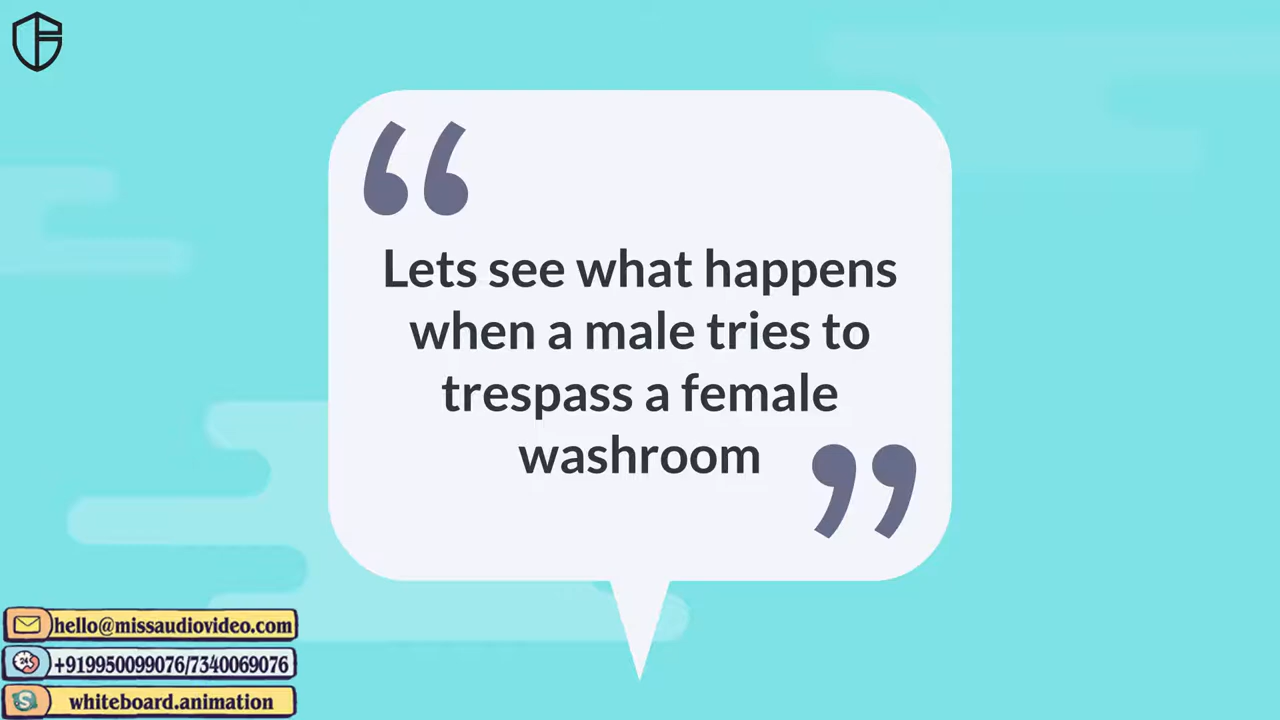 Lets see what happens
when a male tries to
trespass a female
washroom
hello@missaudiovideo.com
+919950099076/7340069076
whiteboard.animation